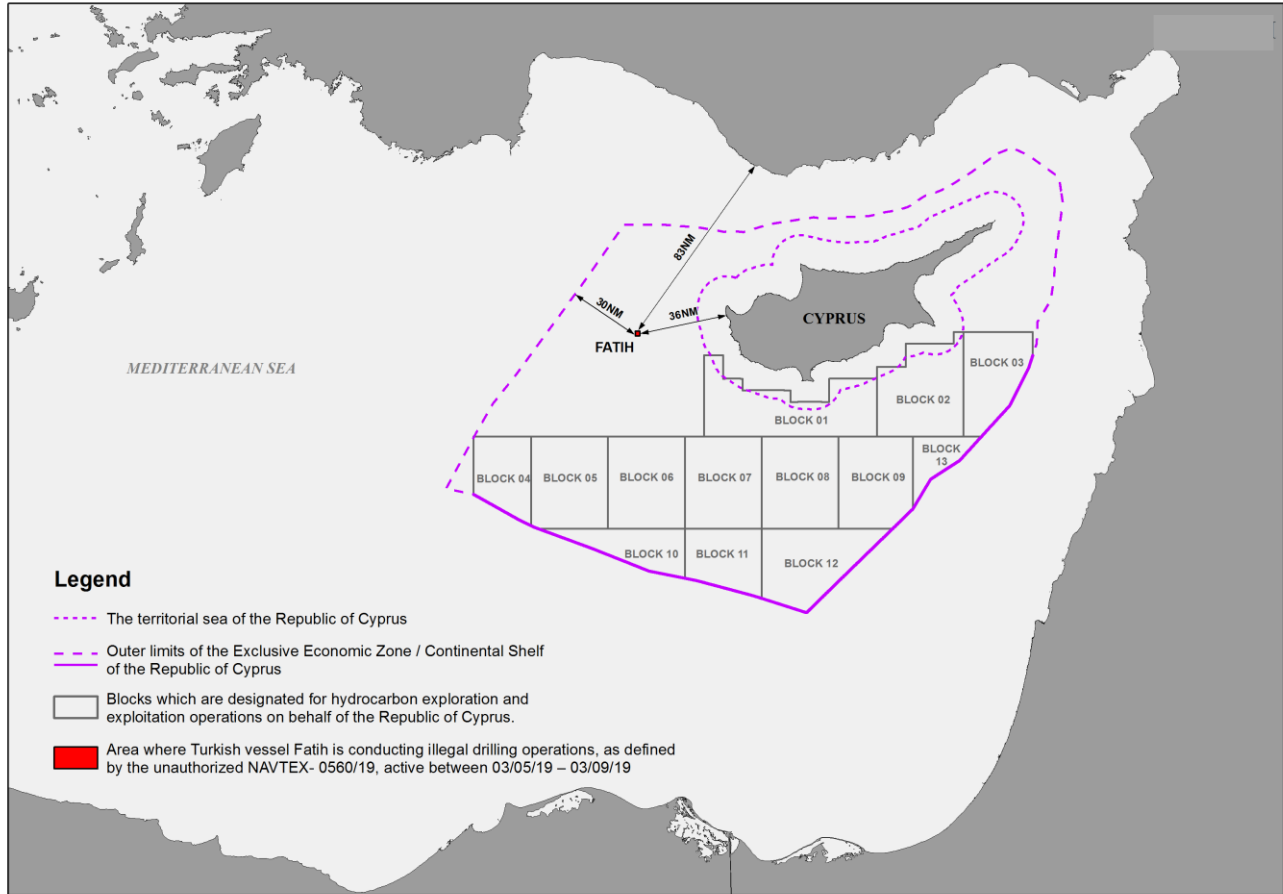 83NM
30NM
36NM
FATIH
CYPRUS
MEDITERRANEAN SEA
BLOCK 03
BLOCK 02
BLOCK 01
BLOCK
13
BLOCK 04
BLOCK 05
BLOCK 06
BLOCK 07
BLOCK 08
BLOCK 09
BLOCK 10
BLOCK 11
BLOCK 12
Legend
The territorial sea of the Republic of Cyprus
Outer limits of the Exclusive Economic Zone / Continental Shelf
of the Republic of Cyprus
Blocks which are designated for hydrocarbon exploration and
exploitation operations on behalf of the Republic of Cyprus.
Area where Turkish vessel Fatih is conducting illegal drilling operations, as defined
by the unauthorized NAVTEX- 0560/19, active between 03/05/19 – 03/09/19